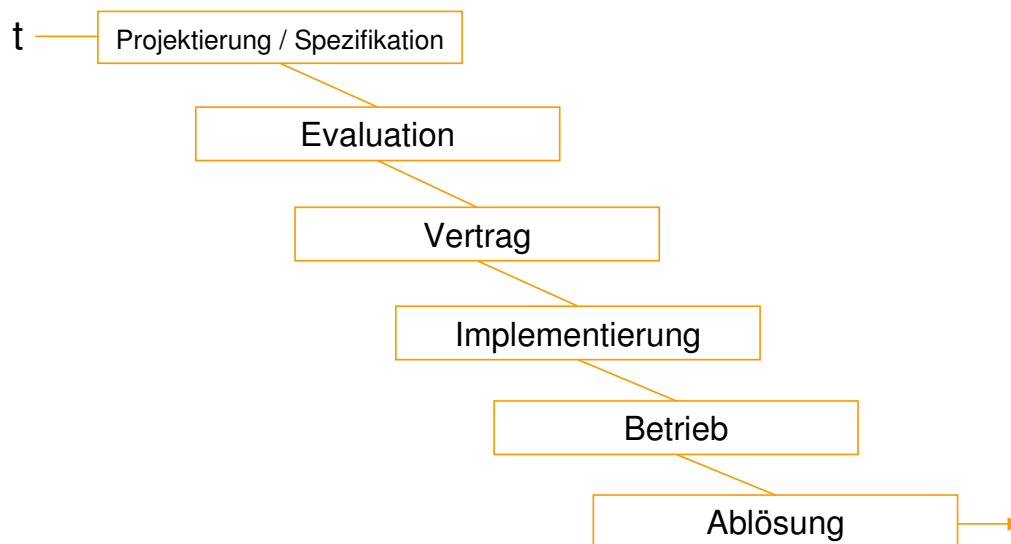 t
Projektierung / Spezifikation
Evaluation
Vertrag
Implementierung
Betrieb
Ablösung